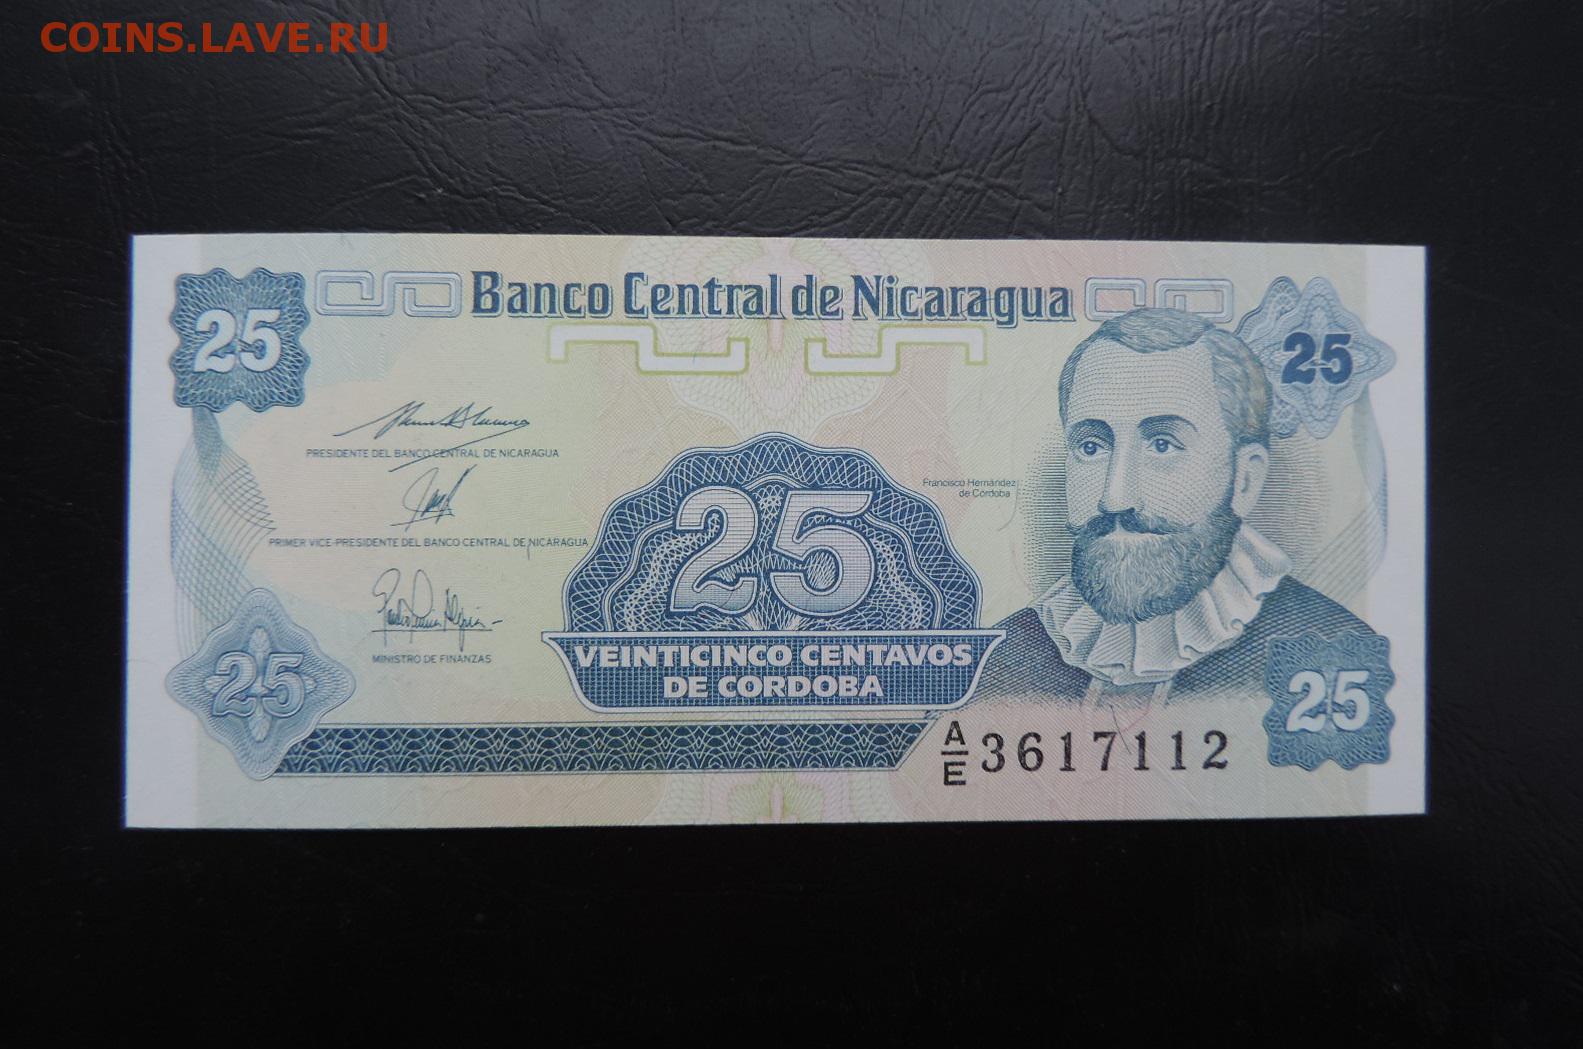 COINS.LAVE.RU
Banco Central de Nicaragua
25
25
PRESIDENTE DEL BANCO CENTRAL DE NICARAGUA
Francisco Hernández
de Córdoba
25
PRIMER VICE-PRESIDENTE DEL BANCO CENTRAL DE NICARAGUA
MINISTRO DE FINANZAS
VEINTICINCO CENTAVOS
DE CORDOBA
25
25
A/E 3617112